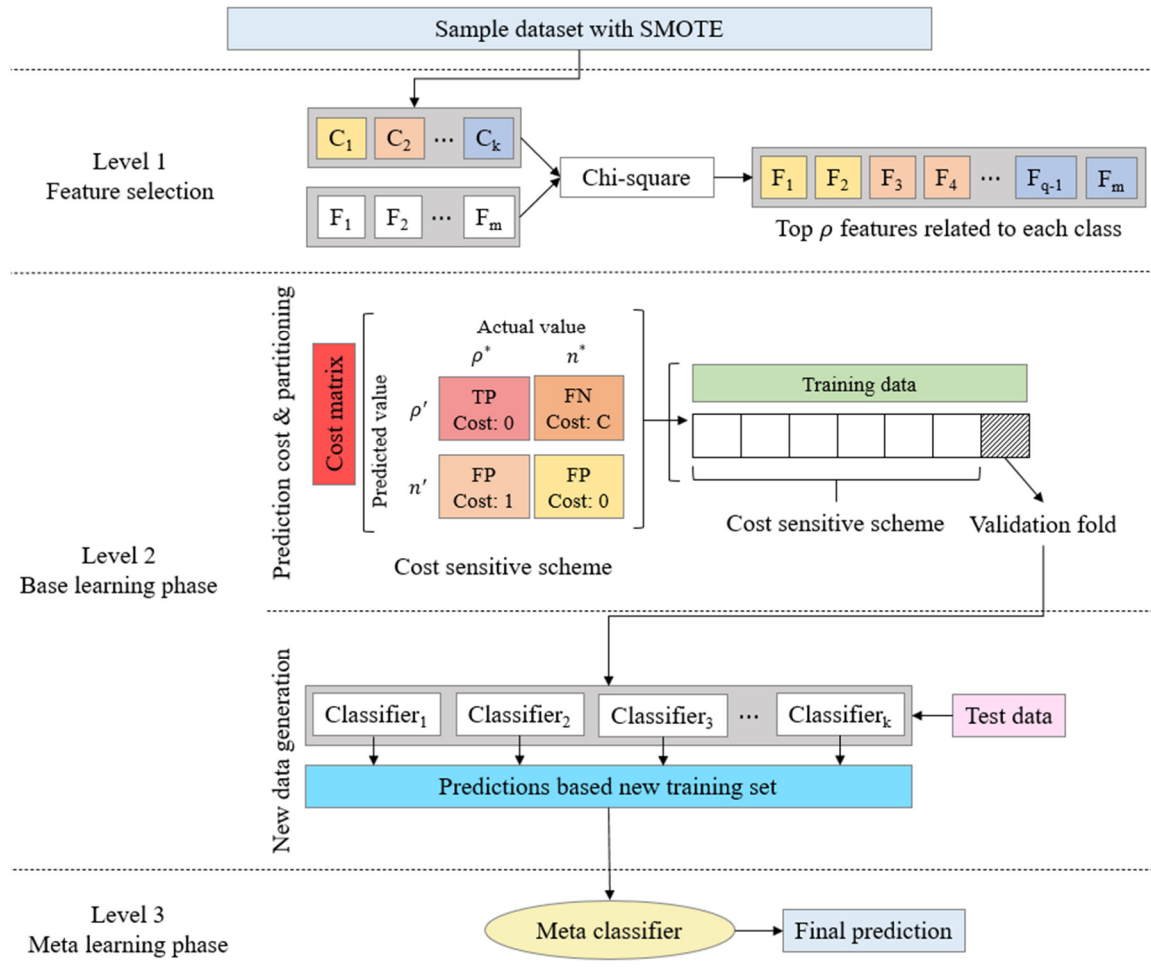 Sample dataset with SMOTE
Level 1
Feature selection
C1 C2 ... Ck
F1 F2 ... Fm
Chi-square
F1 F2 F3 F4 ... Fq-1 Fm
Top ρ features related to each class
Level 2
Base learning phase
Prediction cost & partitioning
Cost matrix
Predicted value
Actual value
ρ* n*
ρ′
TP
Cost: 0
FN
Cost: C
n′
FP
Cost: 1
FP
Cost: 0
Cost sensitive scheme
Training data
Cost sensitive scheme
Validation fold
New data generation
Classifier1 Classifier2 Classifier3 ... Classifierk
Test data
Predictions based new training set
Level 3
Meta learning phase
Meta classifier
Final prediction